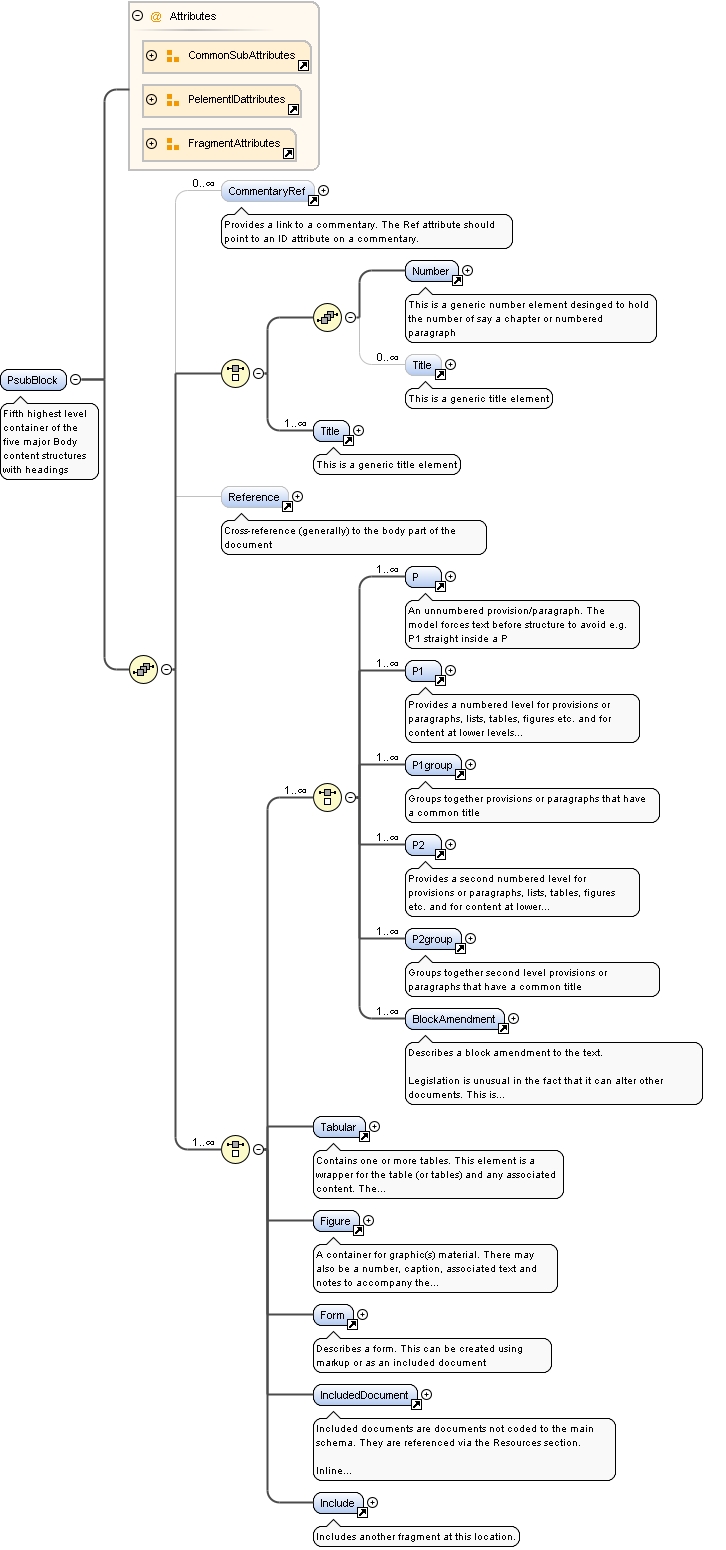 @ Attributes
CommonSubAttributes
PelementIDattributes
FragmentAttributes
0..∞
CommentaryRef
Provides a link to a commentary. The Ref attribute should
point to an ID attribute on a commentary.
Number
This is a generic number element desinged to hold
the number of say a chapter or numbered
paragraph
0..∞
Title
This is a generic title element
PsubBlock
Fifth highest level
container of the
five major Body
content structures
with headings
1..∞
Title
This is a generic title element
Reference
Cross-reference (generally) to the body part of the
document
1..∞
P
An unnumbered provision/paragraph. The
model forces text before structure to avoid e.g.
P1 straight inside a P
1..∞
P1
Provides a numbered level for provisions or
paragraphs, lists, tables, figures etc. and for
content at lower levels...
1..∞
P1group
Groups together provisions or paragraphs that have
a common title
1..∞
1..∞
P2
Provides a second numbered level for
provisions or paragraphs, lists, tables, figures
etc. and for content at lower...
1..∞
P2group
Groups together second level provisions or
paragraphs that have a common title
1..∞
BlockAmendment
Describes a block amendment to the text.
Legislation is unusual in the fact that it can alter other
documents. This is...
1..∞
Tabular
Contains one or more tables. This element is a
wrapper for the table (or tables) and any associated
content. The...
Figure
A container for graphic(s) material. There may
also be a number, caption, associated text and
notes to accompany the...
Form
Describes a form. This can be created using
markup or as an included document
IncludedDocument
Included documents are documents not coded to the main
schema. They are referenced via the Resources section.
Inline...
Include
Includes another fragment at this location.